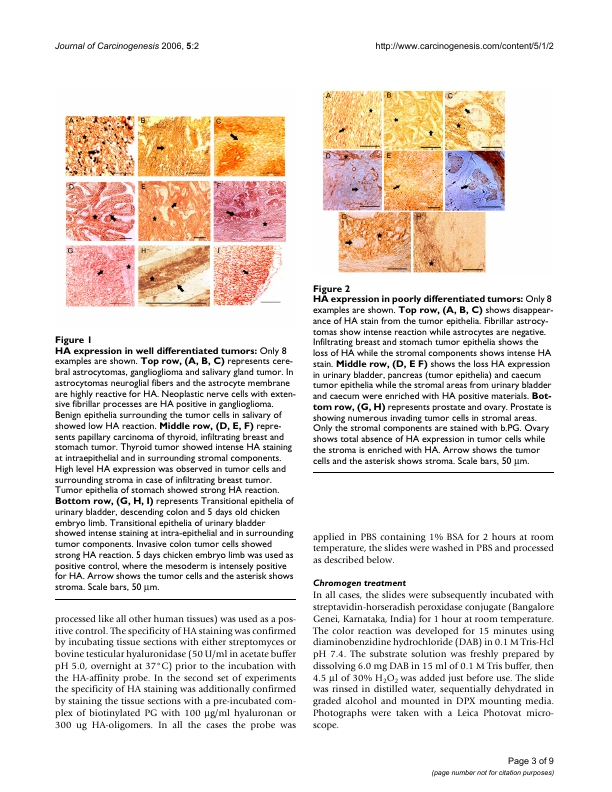 Journal of Carcinogenesis 2006, 5:2
http://www.carcinogenesis.com/content/5/1/2
A
B
C
D
E
F
G
H
I
Figure 1
HA expression in well differentiated tumors: Only 8
examples are shown. Top row, (A, B, C) represents cere-
bral astrocytomas, ganglioglioma and salivary gland tumor. In
astrocytomas neuroglial fibers and the astrocyte membrane
are highly reactive for HA. Neoplastic nerve cells with exten-
sive fibrillar processes are HA positive in ganglioglioma.
Benign epithelia surrounding the tumor cells in salivary of
showed low HA reaction. Middle row, (D, E, F) repre-
sents papillary carcinoma of thyroid, infiltrating breast and
stomach tumor. Thyroid tumor showed intense HA staining
at intraepithelial and in surrounding stromal components.
High level HA expression was observed in tumor cells and
surrounding stroma in case of infiltrating breast tumor.
Tumor epithelia of stomach showed strong HA reaction.
Bottom row, (G, H, I) represents Transitional epithelia of
urinary bladder, descending colon and 5 days old chicken
embryo limb. Transitional epithelia of urinary bladder
showed intense staining at intra-epithelial and in surrounding
tumor components. Invasive colon tumor cells showed
strong HA reaction. 5 days chicken embryo limb was used as
positive control, where the mesoderm is intensely positive
for HA. Arrow shows the tumor cells and the asterisk shows
stroma. Scale bars, 50 μm.
processed like all other human tissues) was used as a pos-
itive control. The specificity of HA staining was confirmed
by incubating tissue sections with either streptomyces or
bovine testicular hyaluronidase (50 U/ml in acetate buffer
pH 5.0, overnight at 37°C) prior to the incubation with
the HA-affinity probe. In the second set of experiments
the specificity of HA staining was additionally confirmed
by staining the tissue sections with a pre-incubated com-
plex of biotinylated PG with 100 μg/ml hyaluronan or
300 ug HA-oligomers. In all the cases the probe was
A
B
C
D
E
F
G
H
Figure 2
HA expression in poorly differentiated tumors: Only 8
examples are shown. Top row, (A, B, C) shows disappear-
ance of HA stain from the tumor epithelia. Fibrillar astrocy-
tomas show intense reaction while astrocytes are negative.
Infiltrating breast and stomach tumor epithelia shows the
loss of HA while the stromal components shows intense HA
stain. Middle row, (D, E F) shows the loss HA expression
in urinary bladder, pancreas (tumor epithelia) and caecum
tumor epithelia while the stromal areas from urinary bladder
and caecum were enriched with HA positive materials. Bot-
tom row, (G, H) represents prostate and ovary. Prostate is
showing numerous invading tumor cells in stromal areas.
Only the stromal components are stained with b.PG. Ovary
shows total absence of HA expression in tumor cells while
the stroma is enriched with HA. Arrow shows the tumor
cells and the asterisk shows stroma. Scale bars, 50 μm.
applied in PBS containing 1% BSA for 2 hours at room
temperature, the slides were washed in PBS and processed
as described below.
Chromogen treatment
In all cases, the slides were subsequently incubated with
streptavidin-horseradish peroxidase conjugate (Bangalore
Genei, Karnataka, India) for 1 hour at room temperature.
The color reaction was developed for 15 minutes using
diaminobenzidine hydrochloride (DAB) in 0.1 M Tris-Hcl
pH 7.4. The substrate solution was freshly prepared by
dissolving 6.0 mg DAB in 15 ml of 0.1 M Tris buffer, then
4.5 μl of 30% H₂O₂ was added just before use. The slide
was rinsed in distilled water, sequentially dehydrated in
graded alcohol and mounted in DPX mounting media.
Photographs were taken with a Leica Photovat micro-
scope.
Page 3 of 9
(page number not for citation purposes)